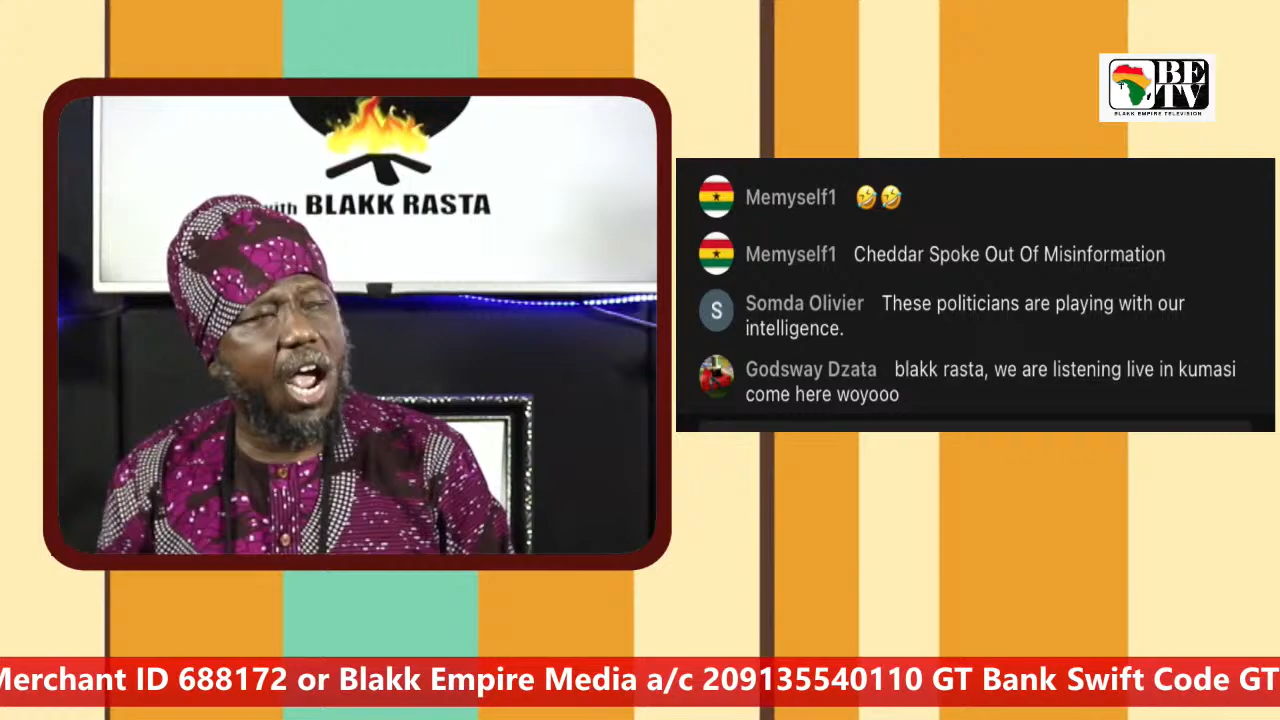 BE
TV
BLAKK EMPIRE TELEVISION
with BLAKK RASTA
Memyself1 🤣🤣
Memyself1 Cheddar Spoke Out Of Misinformation
S
Somda Olivier These politicians are playing with our
intelligence.
Godsway Dzata blakk rasta, we are listening live in kumasi
come here woyooo
Merchant ID 688172 or Blakk Empire Media a/c 209135540110 GT Bank Swift Code GT